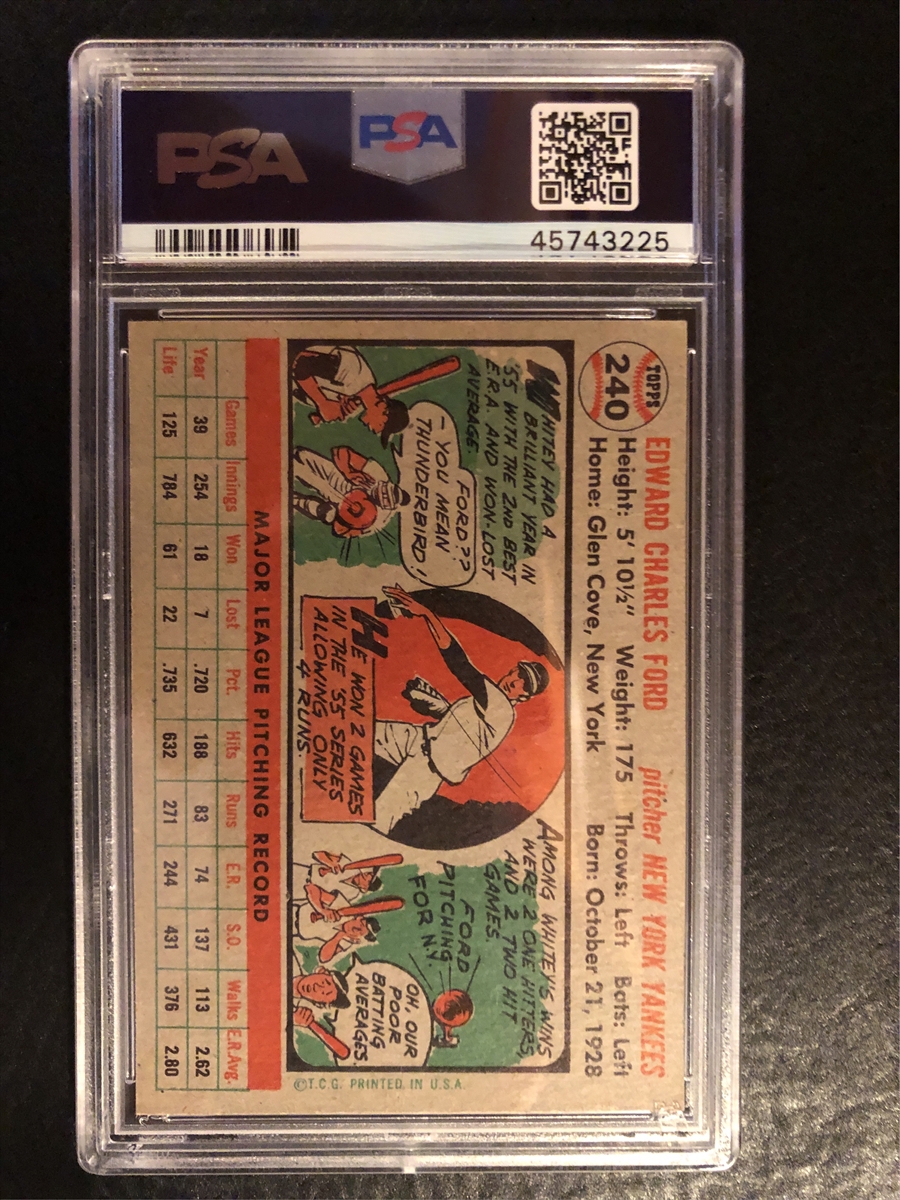 PSA
PSA
45743225
TOPPS
240
EDWARD CHARLES FORD pitcher NEW YORK YANKEES
Height: 5' 10½" Weight: 175 Throws: Left Bats: Left
Home: Glen Cove, New York Born: October 21, 1928
WHITEY HAD A
BRILLIANT YEAR IN
'55 WITH THE 2ND BEST
E.R.A. AND WON-LOST
AVERAGE.
FORD??
- YOU MEAN
THUNDERBIRD!
HE WON 2 GAMES
IN THE '55 SERIES
ALLOWING ONLY
4 RUNS.
AMONG WHITEY'S WINS
WERE 2 ONE HITTERS,
AND 2 TWO HIT
GAMES.
FORD
PITCHING
FOR N.Y.
OH, OUR
POOR
BATTING
AVERAGES.
©T.C.G. PRINTED IN U.S.A.
MAJOR LEAGUE PITCHING RECORD
Games Innings Won Lost Pct. Hits Runs E.R. S.O. Walks E.R.Avg.
Year 39 254 18 7 .720 188 83 74 137 113 2.62
Life 125 784 61 22 .735 632 271 244 431 376 2.80